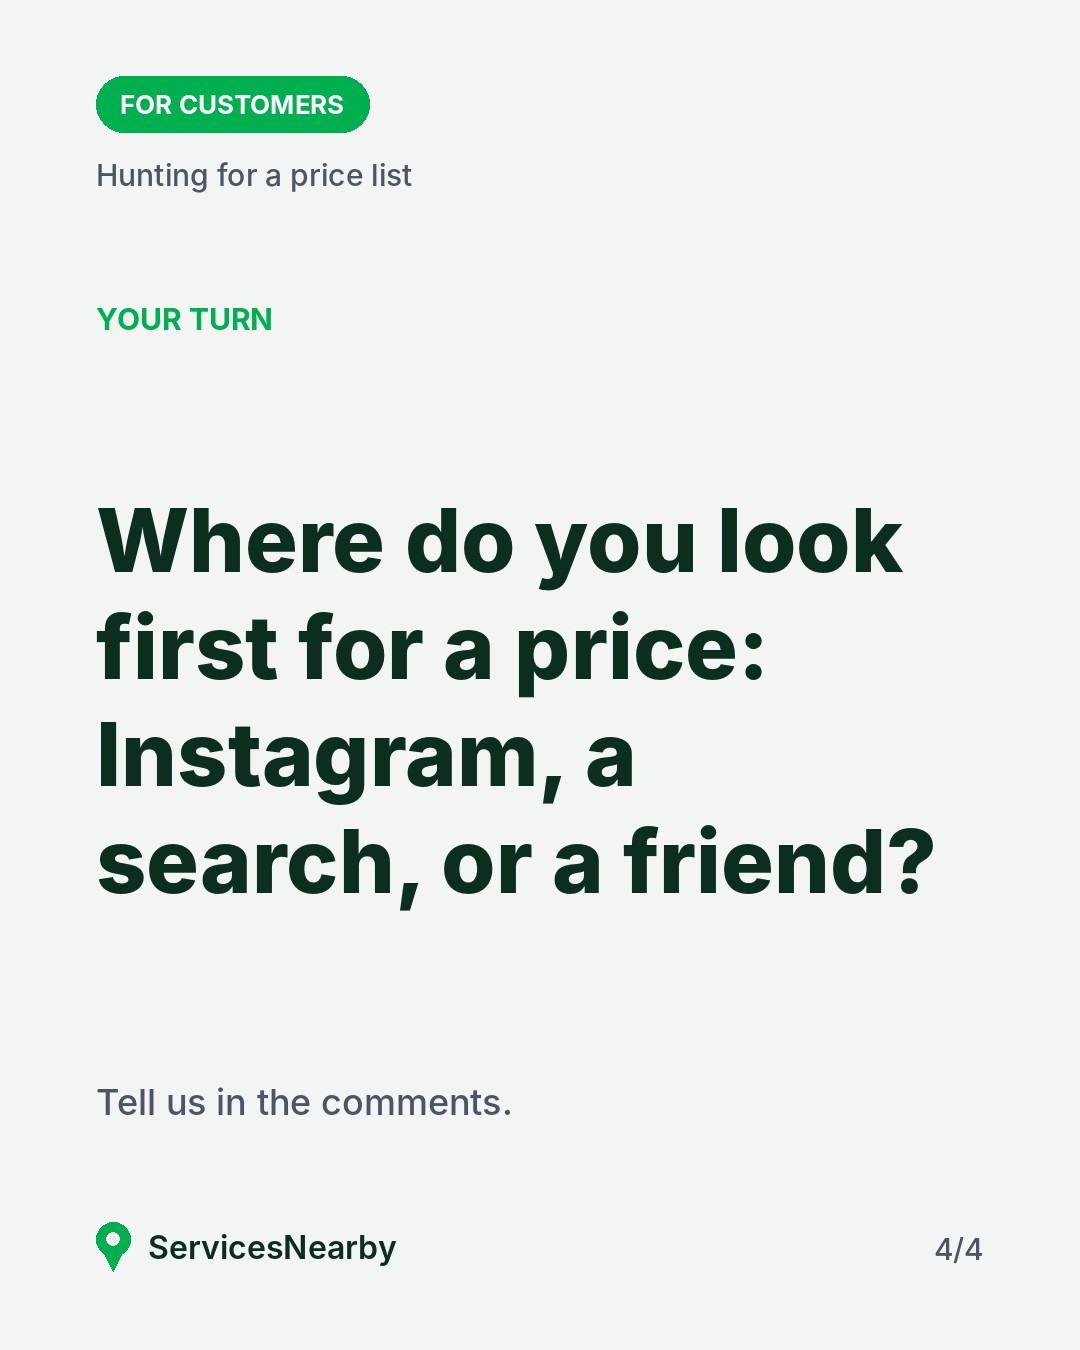 FOR CUSTOMERS
Hunting for a price list
YOUR TURN
Where do you look
first for a price:
Instagram, a
search, or a friend?
Tell us in the comments.
ServicesNearby
4/4